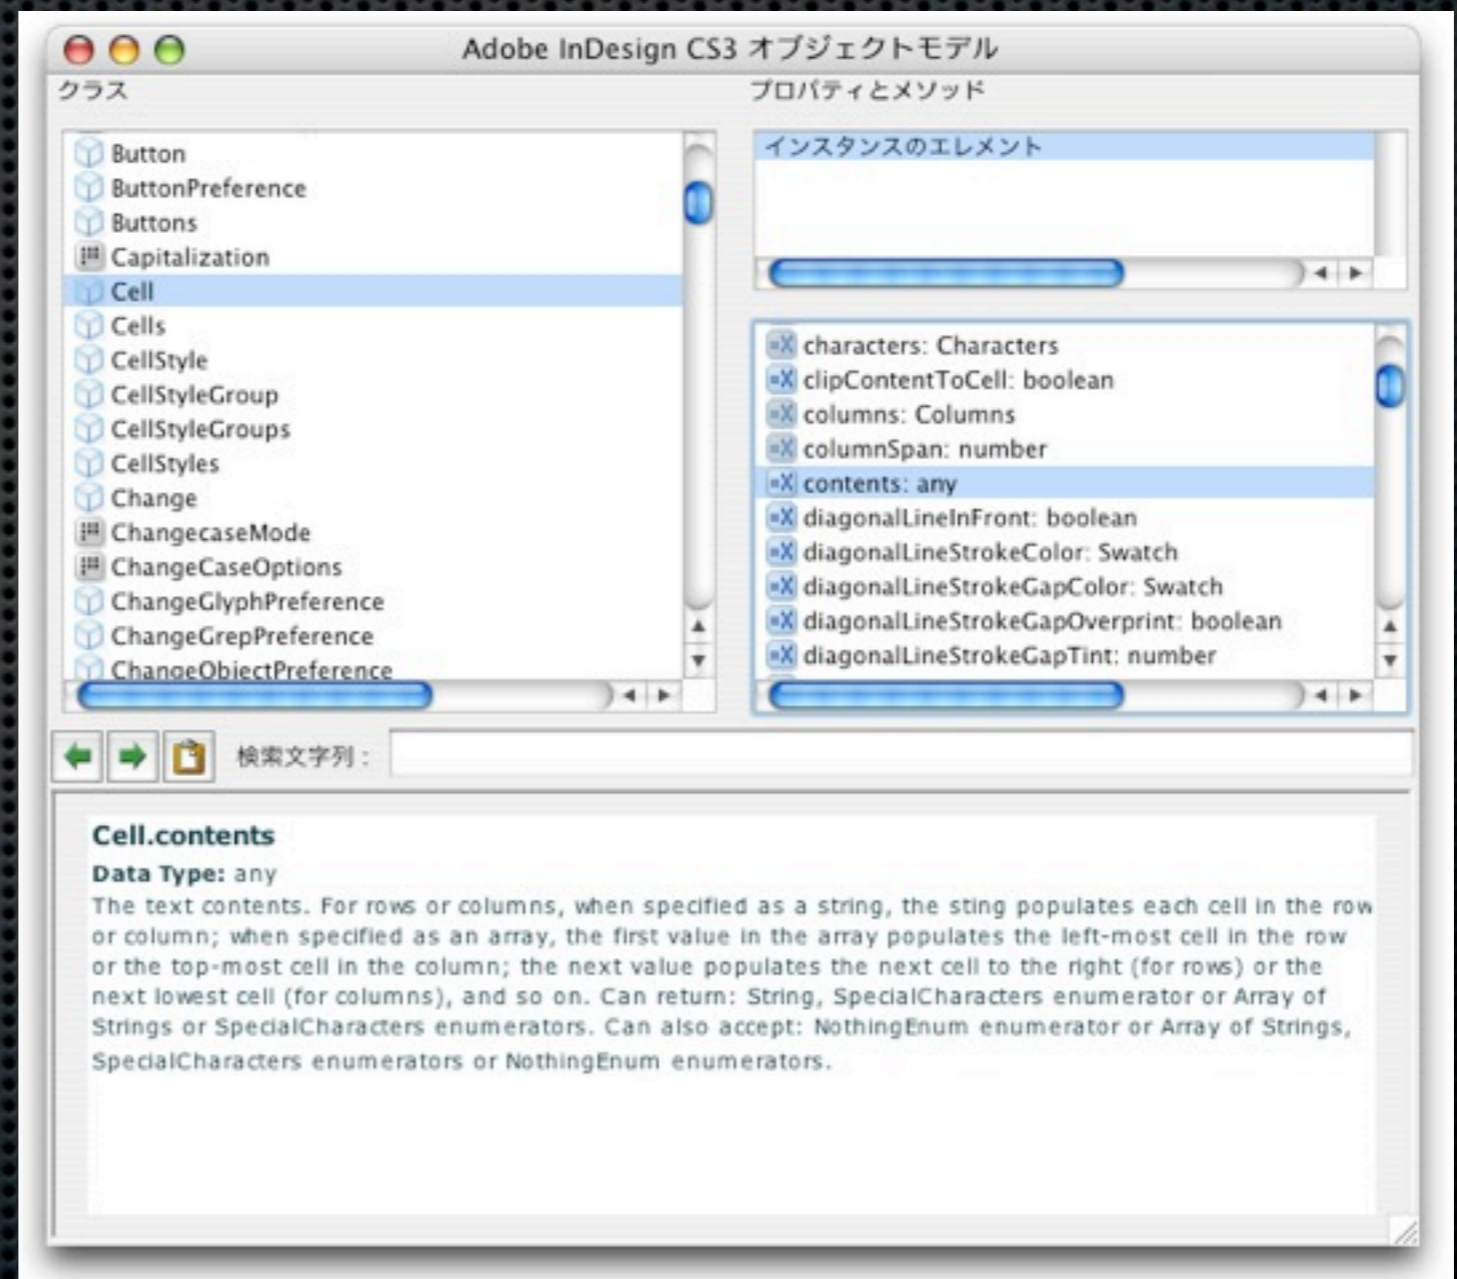 Adobe InDesign CS3 オブジェクトモデル
クラス
Button
ButtonPreference
Buttons
Capitalization
Cell
Cells
CellStyle
CellStyleGroup
CellStyleGroups
CellStyles
Change
ChangecaseMode
ChangeCaseOptions
ChangeGlyphPreference
ChangeGrepPreference
ChangeObjectPreference
プロパティとメソッド
インスタンスのエレメント
characters: Characters
clipContentToCell: boolean
columns: Columns
columnSpan: number
contents: any
diagonalLineInFront: boolean
diagonalLineStrokeColor: Swatch
diagonalLineStrokeGapColor: Swatch
diagonalLineStrokeGapOverprint: boolean
diagonalLineStrokeGapTint: number
検索文字列：
Cell.contents
Data Type: any
The text contents. For rows or columns, when specified as a string, the sting populates each cell in the row
or column; when specified as an array, the first value in the array populates the left-most cell in the row
or the top-most cell in the column; the next value populates the next cell to the right (for rows) or the
next lowest cell (for columns), and so on. Can return: String, SpecialCharacters enumerator or Array of
Strings or SpecialCharacters enumerators. Can also accept: NothingEnum enumerator or Array of Strings,
SpecialCharacters enumerators or NothingEnum enumerators.